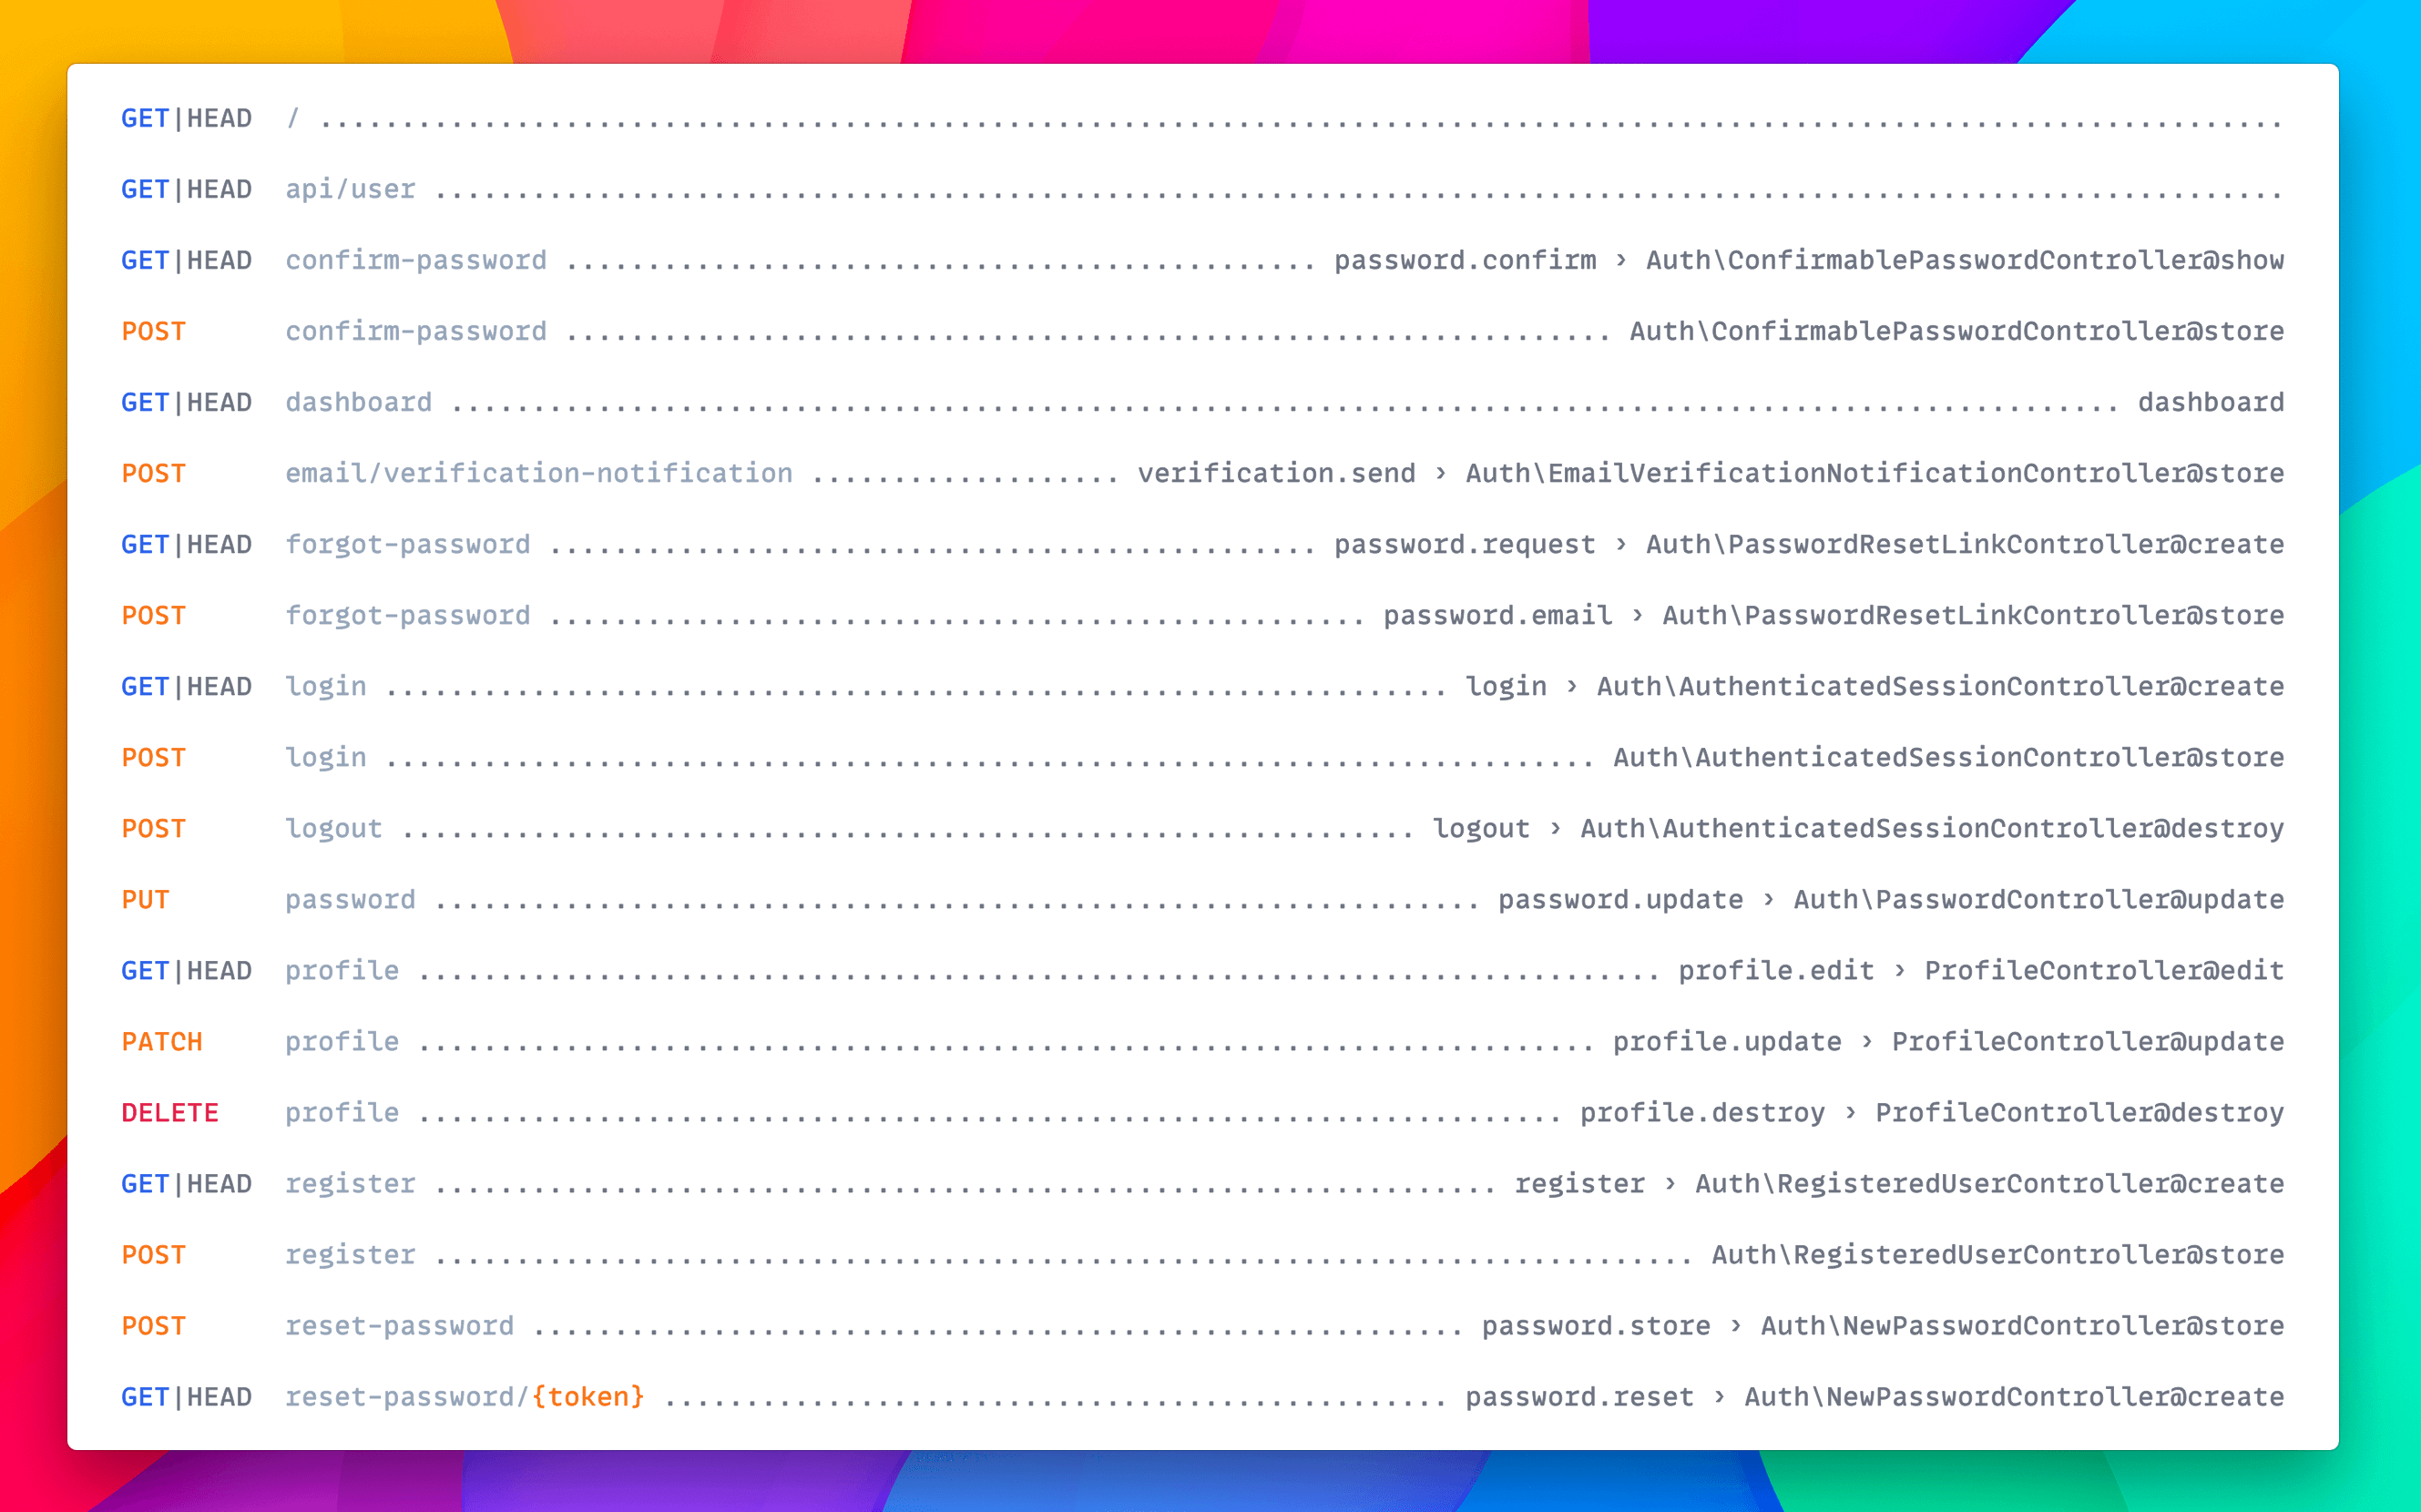 GET|HEAD / ........................................................................................................................
GET|HEAD api/user .................................................................................................................
GET|HEAD confirm-password .............................................. password.confirm › Auth\ConfirmablePasswordController@show
POST confirm-password ................................................................ Auth\ConfirmablePasswordController@store
GET|HEAD dashboard ...................................................................................................... dashboard
POST email/verification-notification ................... verification.send › Auth\EmailVerificationNotificationController@store
GET|HEAD forgot-password ............................................... password.request › Auth\PasswordResetLinkController@create
POST forgot-password .................................................. password.email › Auth\PasswordResetLinkController@store
GET|HEAD login ................................................................. login › Auth\AuthenticatedSessionController@create
POST login .......................................................................... Auth\AuthenticatedSessionController@store
POST logout .............................................................. logout › Auth\AuthenticatedSessionController@destroy
PUT password ................................................................ password.update › Auth\PasswordController@update
GET|HEAD profile ............................................................................ profile.edit › ProfileController@edit
PATCH profile ........................................................................ profile.update › ProfileController@update
DELETE profile ...................................................................... profile.destroy › ProfileController@destroy
GET|HEAD register ................................................................. register › Auth\RegisteredUserController@create
POST register ............................................................................. Auth\RegisteredUserController@store
POST reset-password ......................................................... password.store › Auth\NewPasswordController@store
GET|HEAD reset-password/{token} ................................................ password.reset › Auth\NewPasswordController@create